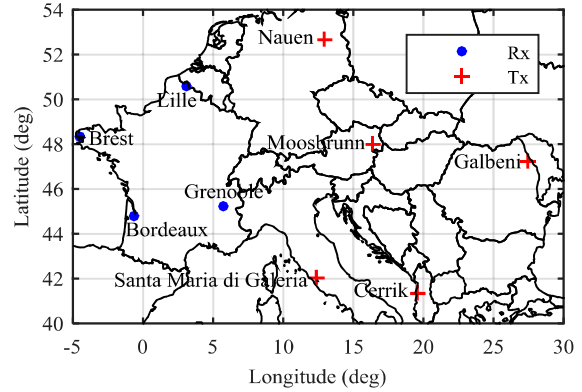 54
52
50
48
46
44
42
40
Latitude (deg)
Nauen
Rx
Tx
Lille
Brest
Moosbrunn
Galbeni
Grenoble
Bordeaux
Santa Maria di Galeria
Cerrik
-5
0
5
10
15
20
25
30
Longitude (deg)